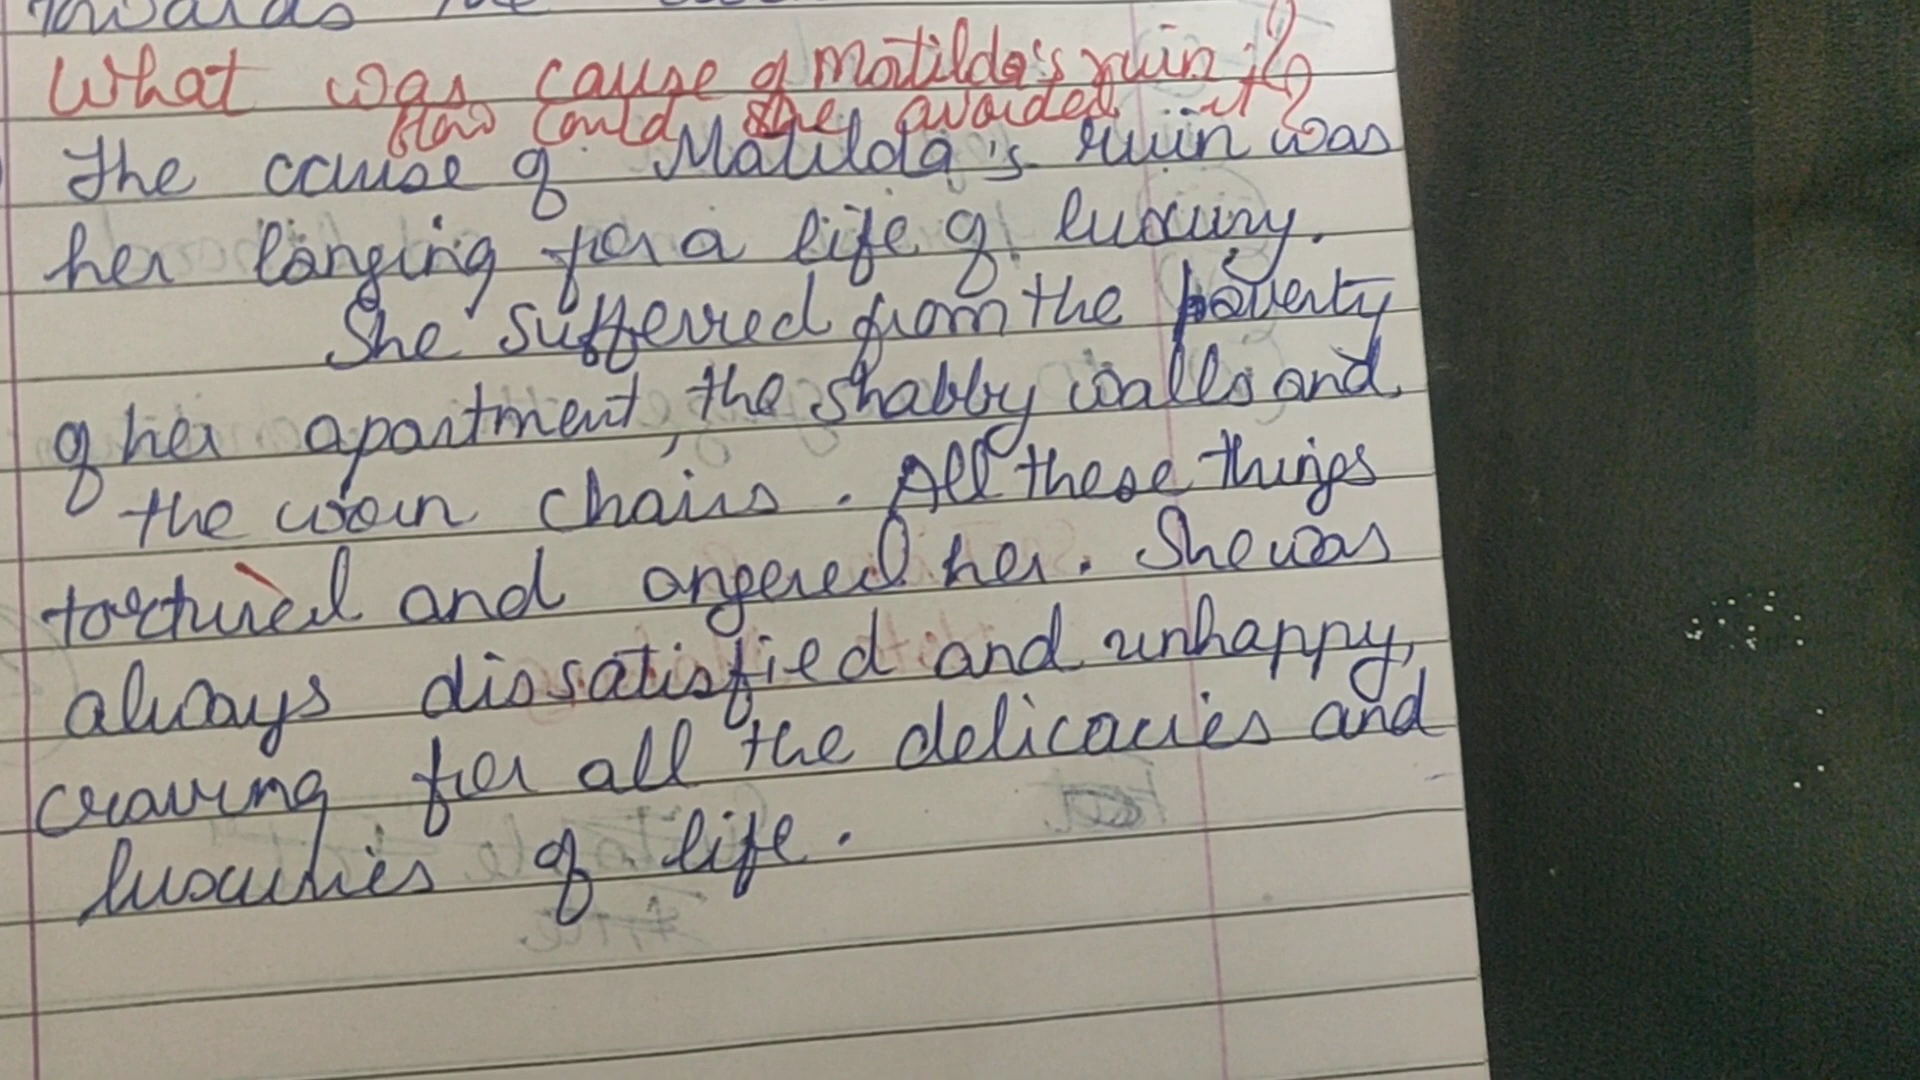 towards the
What was cause of Matilda's ruin ?
How could she avoided it?
The cause of Matilda's ruin was
her longing for a life of luxury.
She sufferred from the poverty
of her apartment, the shabby walls and
the worn chairs. All these things
tortured and angered her. She was
always dissatisfied and unhappy,
craving for all the delicacies and
luxuries of life.